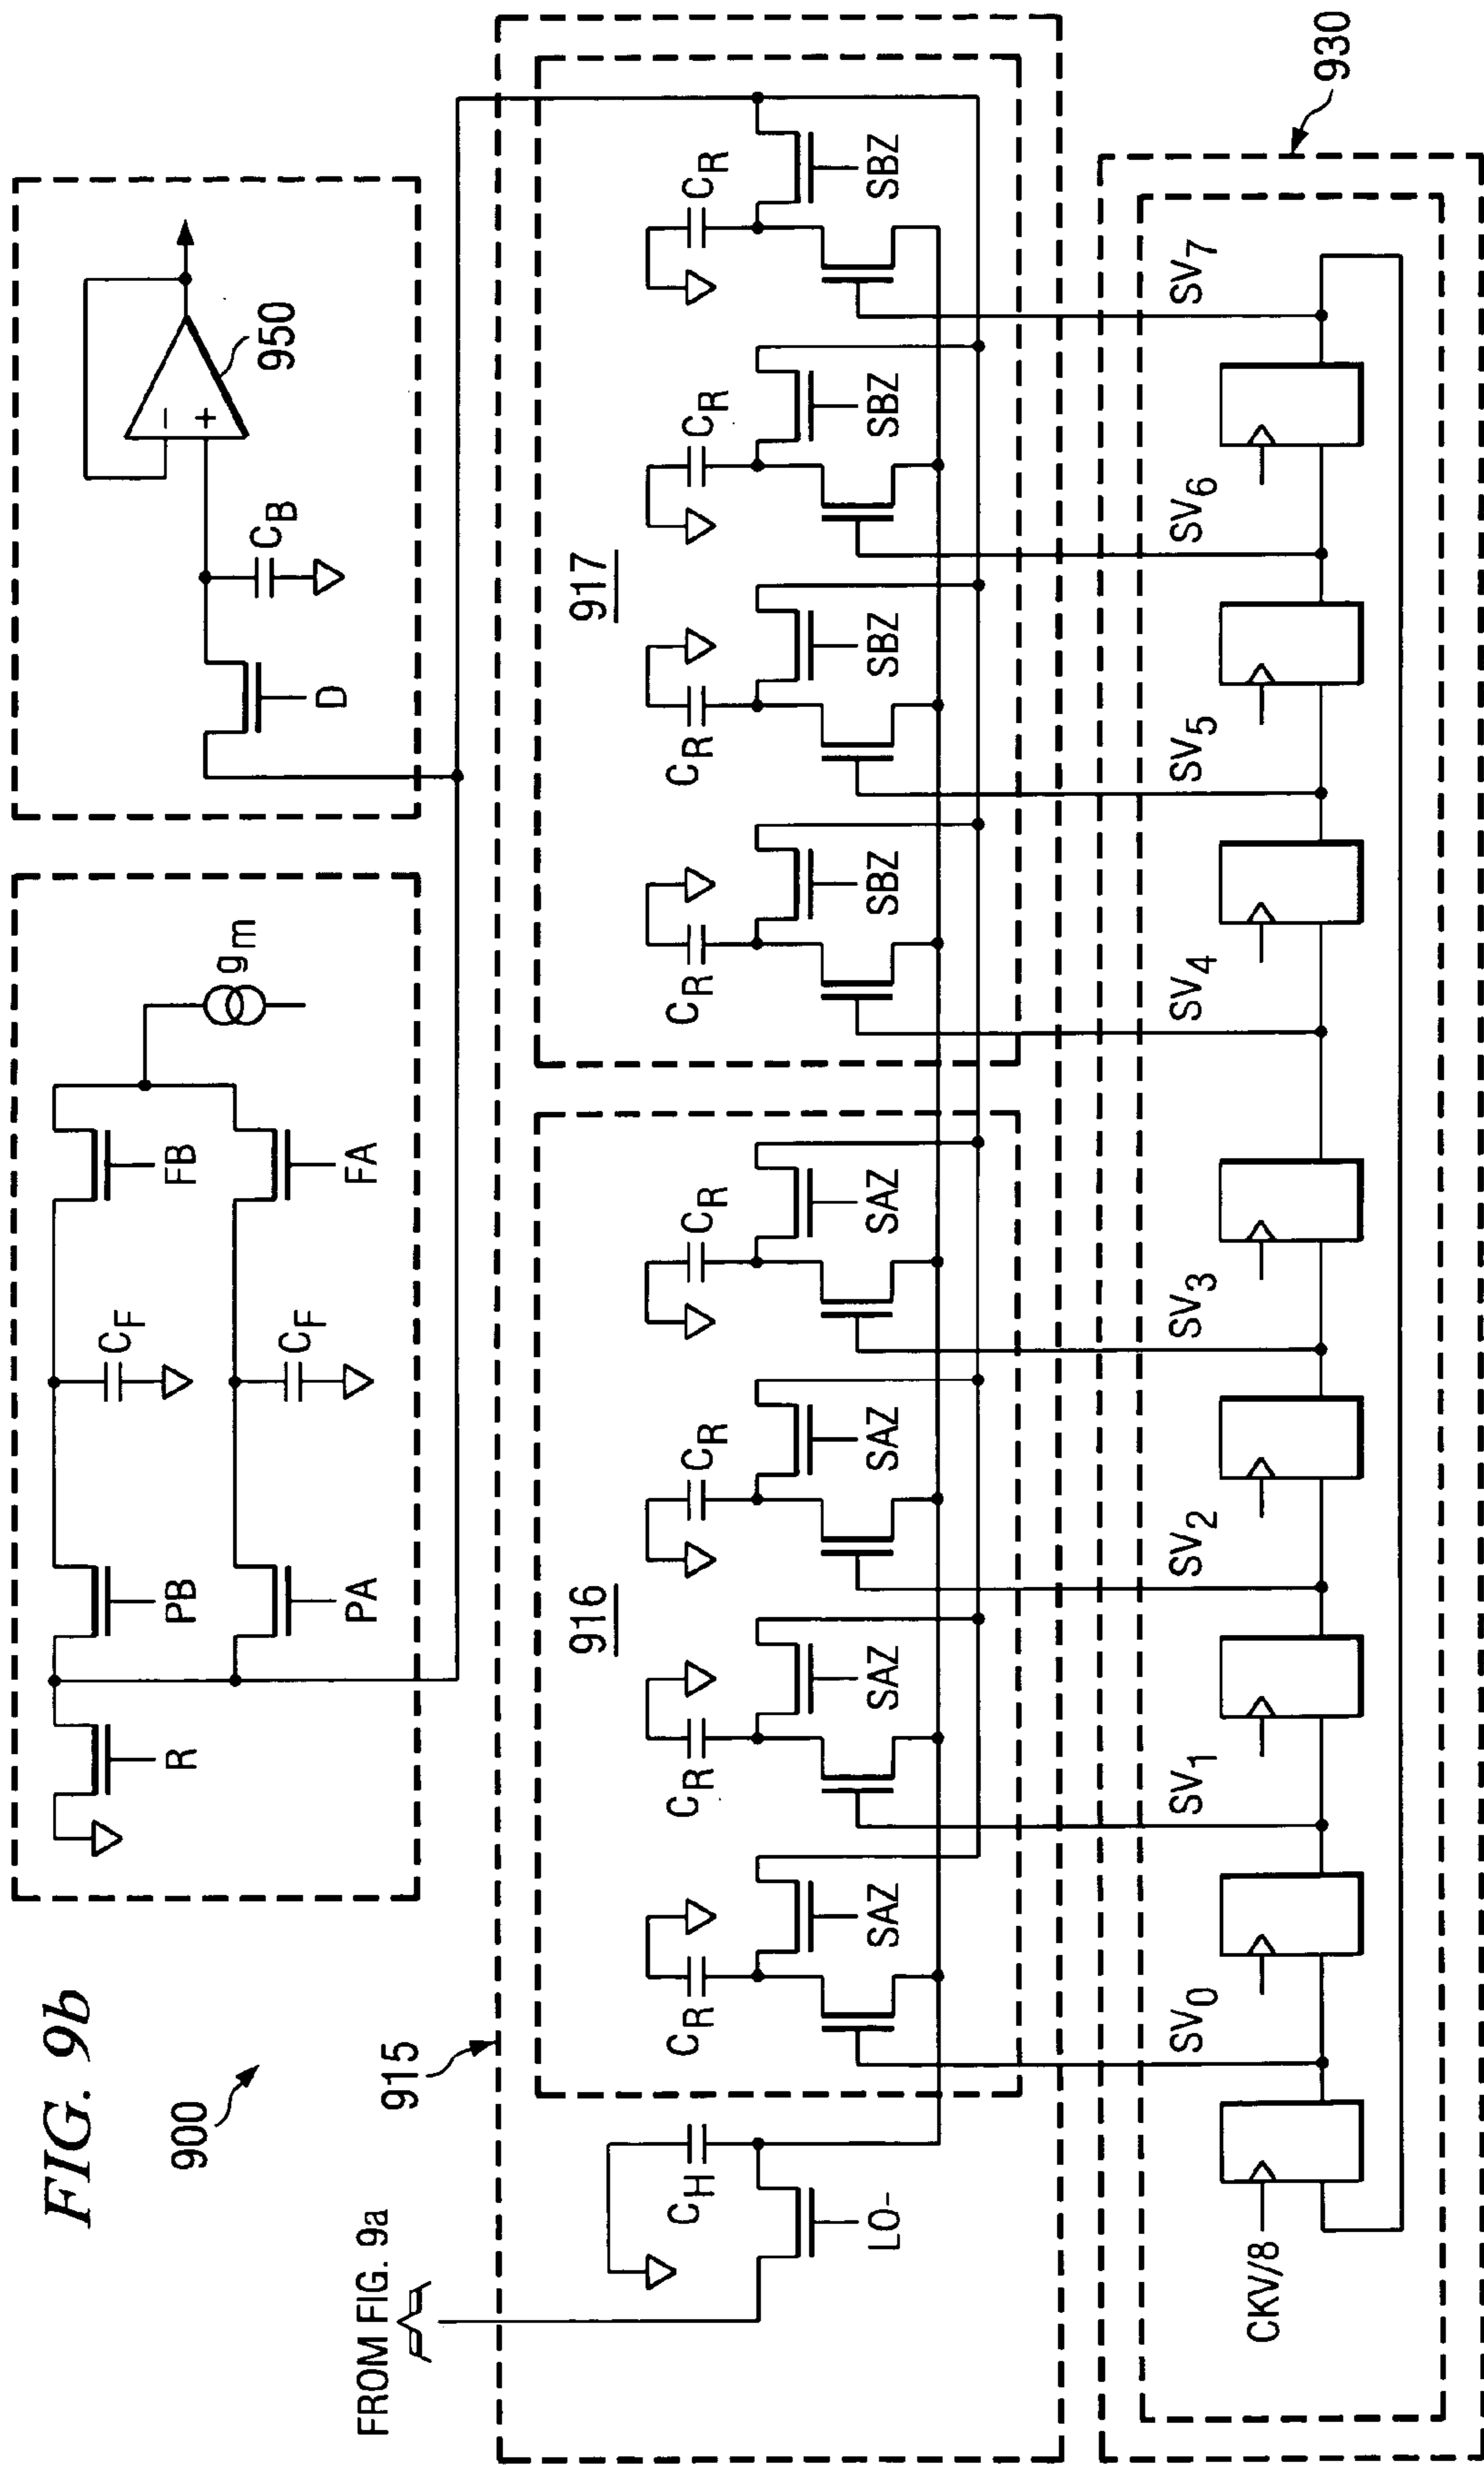 FIG. 9b
900
R
PB
PA
C_F
C_F
FB
FA
g_m
D
C_B
950
FROM FIG. 9a
915
916
917
C_H
LO-
C_R
SAZ
C_R
SAZ
C_R
SAZ
C_R
SAZ
C_R
SBZ
C_R
SBZ
C_R
SBZ
C_R
SBZ
930
CKV/8
SV_0
SV_1
SV_2
SV_3
SV_4
SV_5
SV_6
SV_7